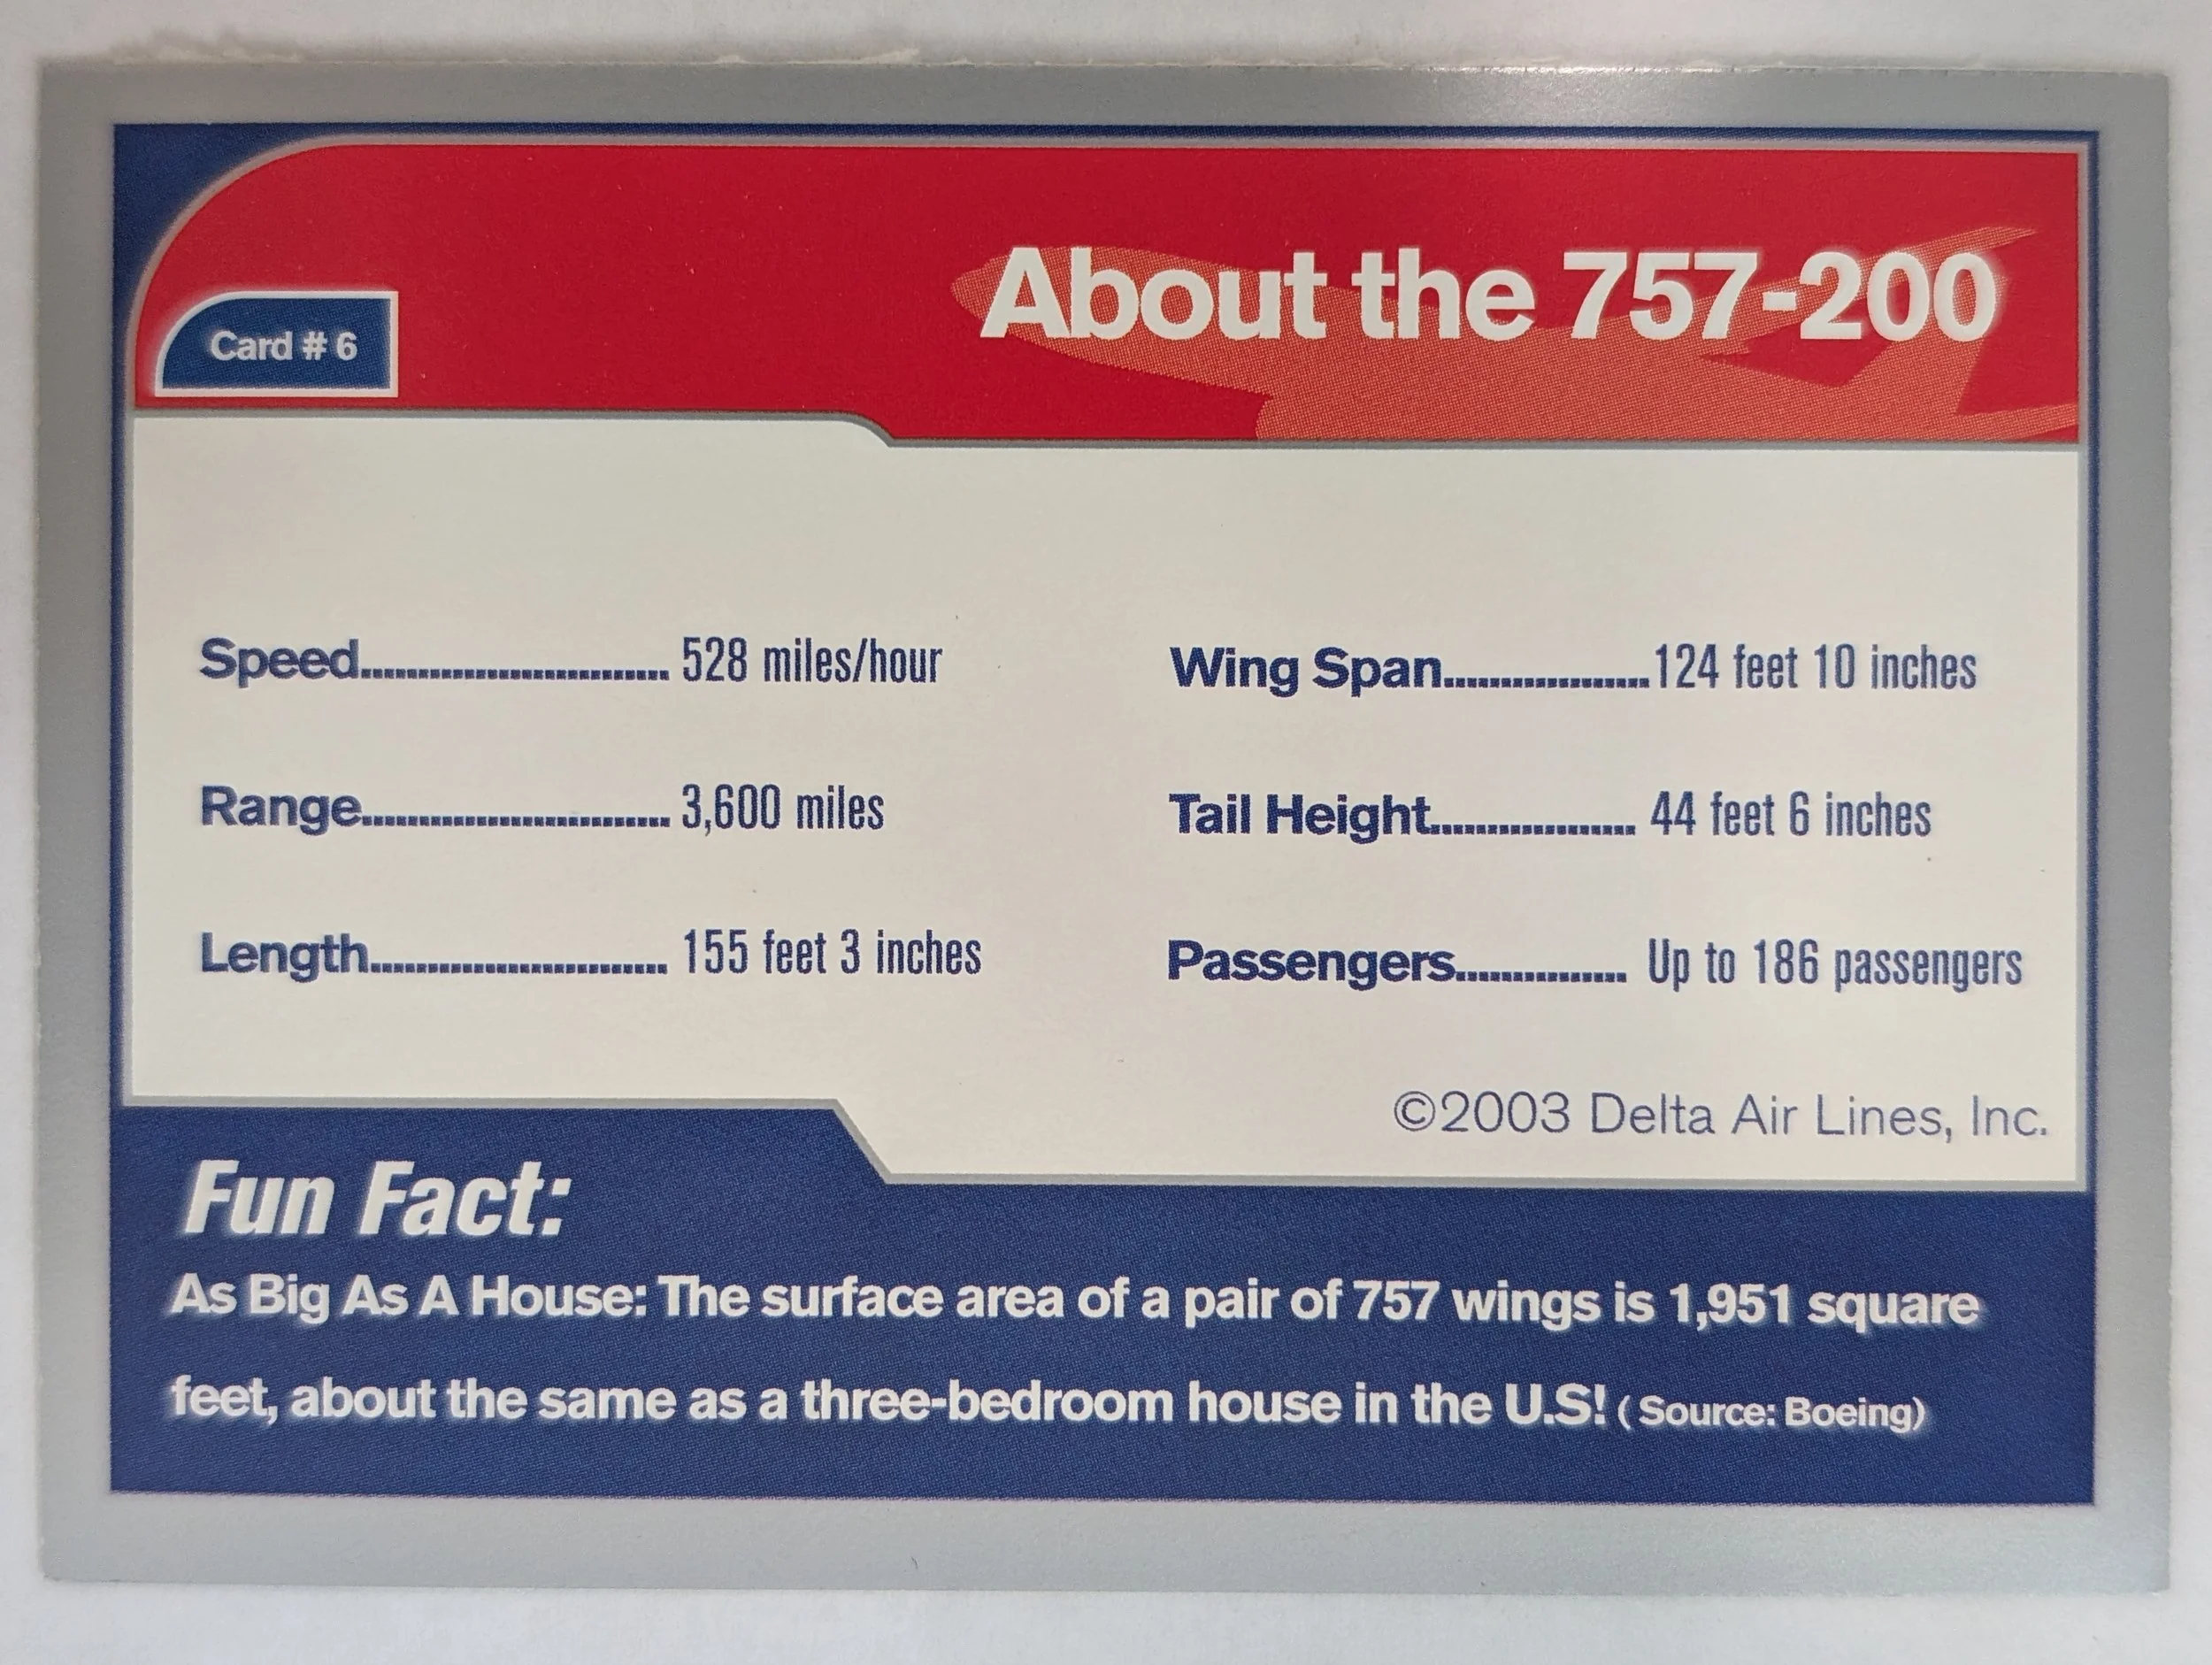 About the 757-200
Card # 6
Speed........................... 528 miles/hour
Wing Span..................124 feet 10 inches
Range........................... 3,600 miles
Tail Height.................. 44 feet 6 inches
Length.......................... 155 feet 3 inches
Passengers............... Up to 186 passengers
©2003 Delta Air Lines, Inc.
Fun Fact:
As Big As A House: The surface area of a pair of 757 wings is 1,951 square
feet, about the same as a three-bedroom house in the U.S! ( Source: Boeing)